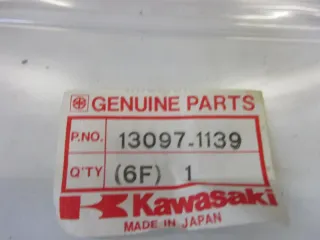 GENUINE PARTS
P.NO. 13097-1139
Q'TY (6F) 1
Kawasaki
MADE IN JAPAN